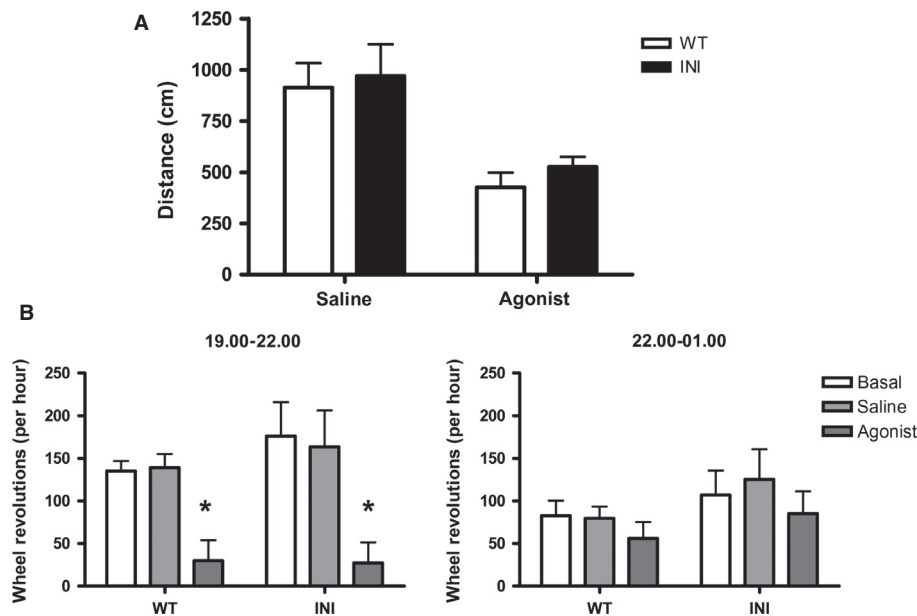 A
1250
1000
750
500
250
0
Distance (cm)
Saline
Agonist
WT
INI
B
19.00-22.00
250
200
150
100
50
0
Wheel revolutions (per hour)
*
*
WT
INI
22.00-01.00
250
200
150
100
50
0
Wheel revolutions (per hour)
WT
INI
Basal
Saline
Agonist